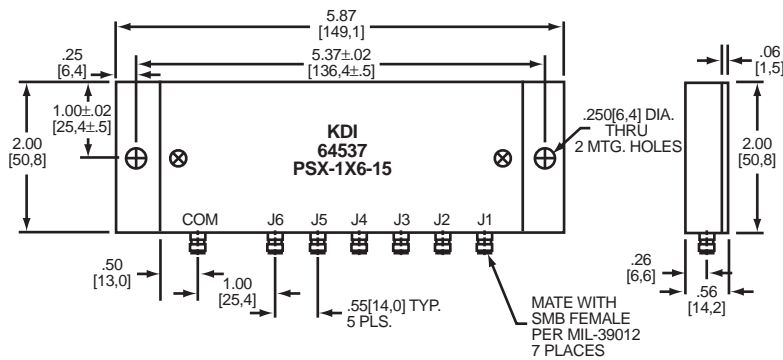 5.87
[149,1]
.25
[6,4]
5.37±.02
[136,4±.5]
.06
[1,5]
1.00±.02
[25,4±.5]
2.00
[50,8]
KDI
64537
PSX-1X6-15
.250[6,4] DIA.
THRU
2 MTG. HOLES
2.00
[50,8]
COM J6 J5 J4 J3 J2 J1
.50
[13,0]
1.00
[25,4]
.55[14,0] TYP.
5 PLS.
MATE WITH
SMB FEMALE
PER MIL-39012
7 PLACES
.26
[6,6]
.56
[14,2]